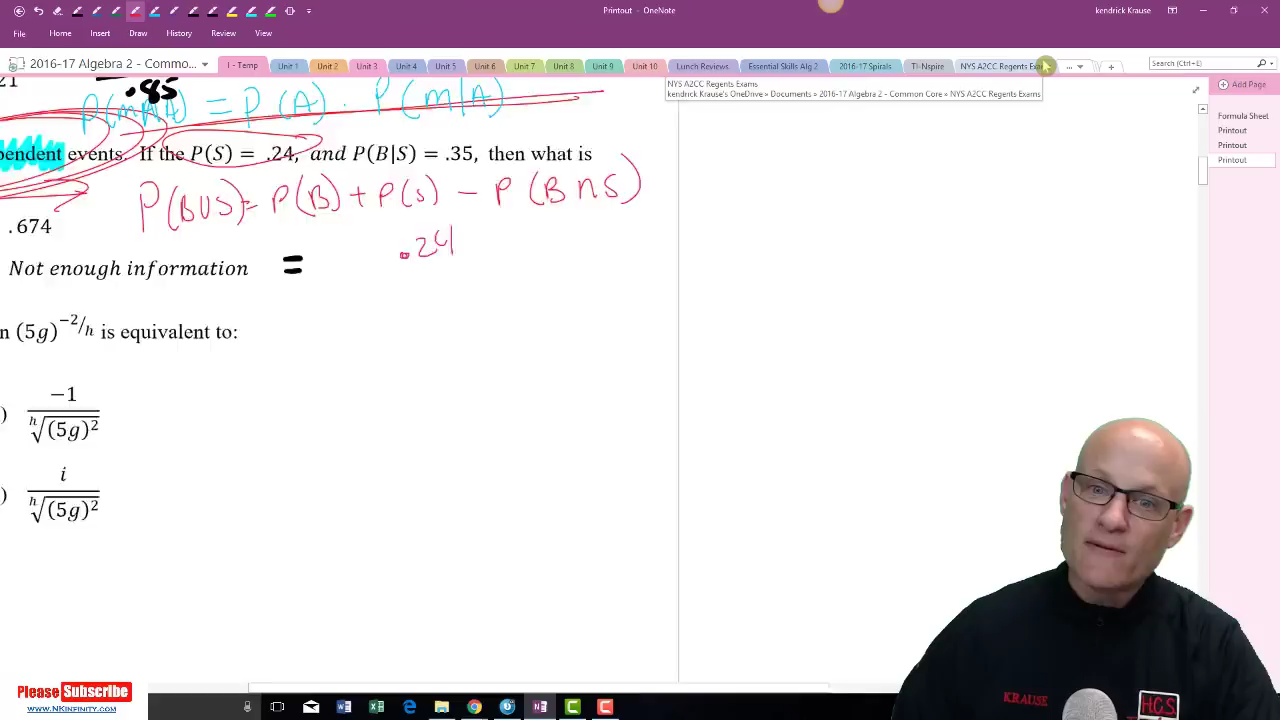 Printout - OneNote
kendrick Krause
File Home Insert Draw History Review View
2016-17 Algebra 2 - Common...
I - Temp Unit 1 Unit 2 Unit 3 Unit 4 Unit 5 Unit 6 Unit 7 Unit 8 Unit 9 Unit 10 Lunch Reviews Essential Skills Alg 2 2016-17 Spirals TI-Nspire NYS A2CC Regents Exa ...
Search (Ctrl+E)
NYS A2CC Regents Exams
kendrick Krause's OneDrive » Documents » 2016-17 Algebra 2 - Common Core » NYS A2CC Regents Exams
Add Page
Formula Sheet
Printout
Printout
Printout
21
.85
P(m∩A) = P(A) · P(m|A)
pendent events. If the P(S) = .24, and P(B|S) = .35, then what is
P(B∪S) = P(B) + P(S) − P(B∩S)
.674
.24
Not enough information =
n (5g)^−2/h is equivalent to:
) −1 / ʰ√(5g)²
) i / ʰ√(5g)²
KRAUSE
H.C.S
Please Subscribe
www.NKinfinity.com